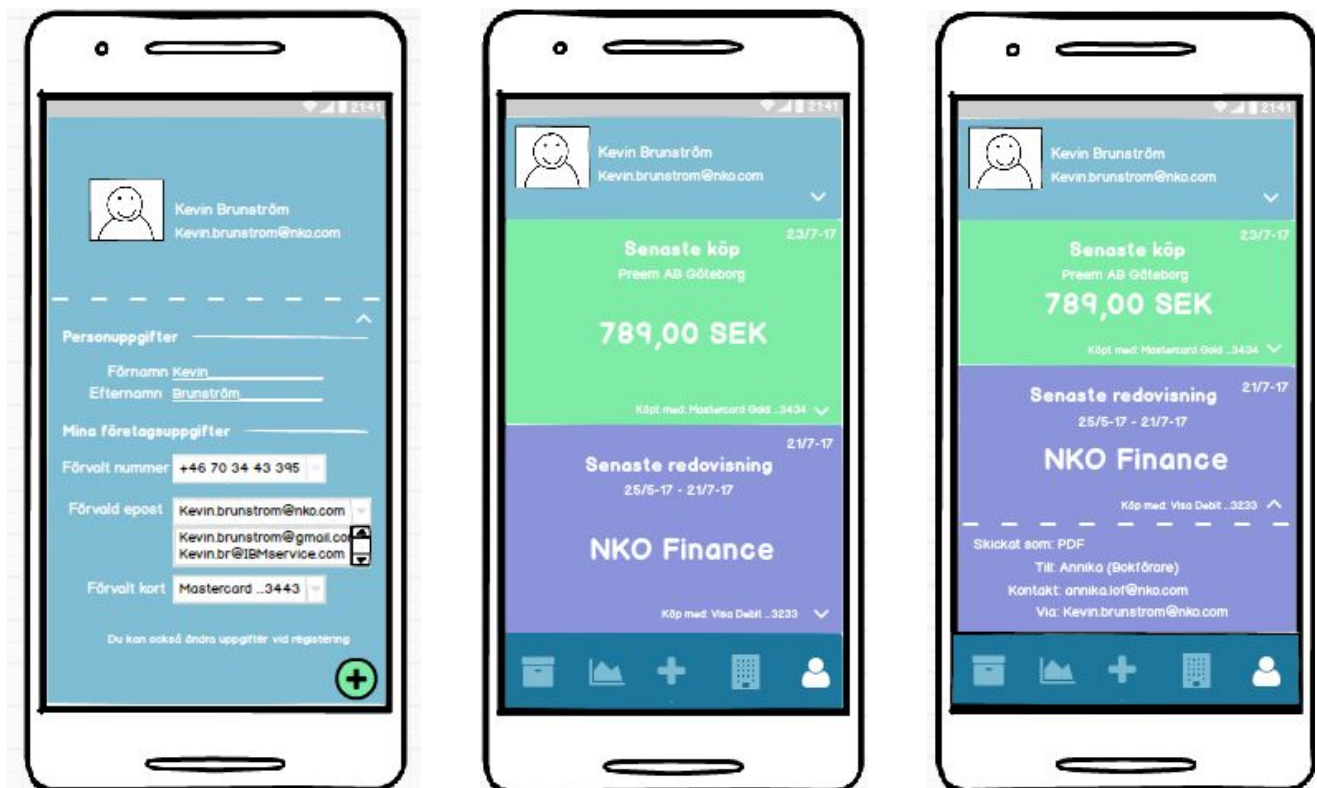 21:41
Kevin Brunström
Kevin.brunstrom@nko.com
Personuppgifter
Förnamn Kevin
Efternamn Brunström
Mina företagsuppgifter
Förvalt nummer +46 70 34 43 395
Förvald epost Kevin.brunstrom@nko.com
Kevin.brunstrom@gmail.com
Kevin.br@IBMservice.com
Förvalt kort Mastercard ...3443
Du kan också ändra uppgifter vid registering
21:41
Kevin Brunström
Kevin.brunstrom@nko.com
23/7-17
Senaste köp
Preem AB Göteborg
789,00 SEK
Köpt med: Mastercard Gold ...3434
21/7-17
Senaste redovisning
25/5-17 - 21/7-17
NKO Finance
Köp med: Visa Debit ...3233
21:41
Kevin Brunström
Kevin.brunstrom@nko.com
23/7-17
Senaste köp
Preem AB Göteborg
789,00 SEK
Köpt med: Mastercard Gold ...3434
21/7-17
Senaste redovisning
25/5-17 - 21/7-17
NKO Finance
Köp med: Visa Debit ...3233
Skickat som: PDF
Till: Annika (Bokförare)
Kontakt: annika.lof@nko.com
Via: Kevin.brunstrom@nko.com